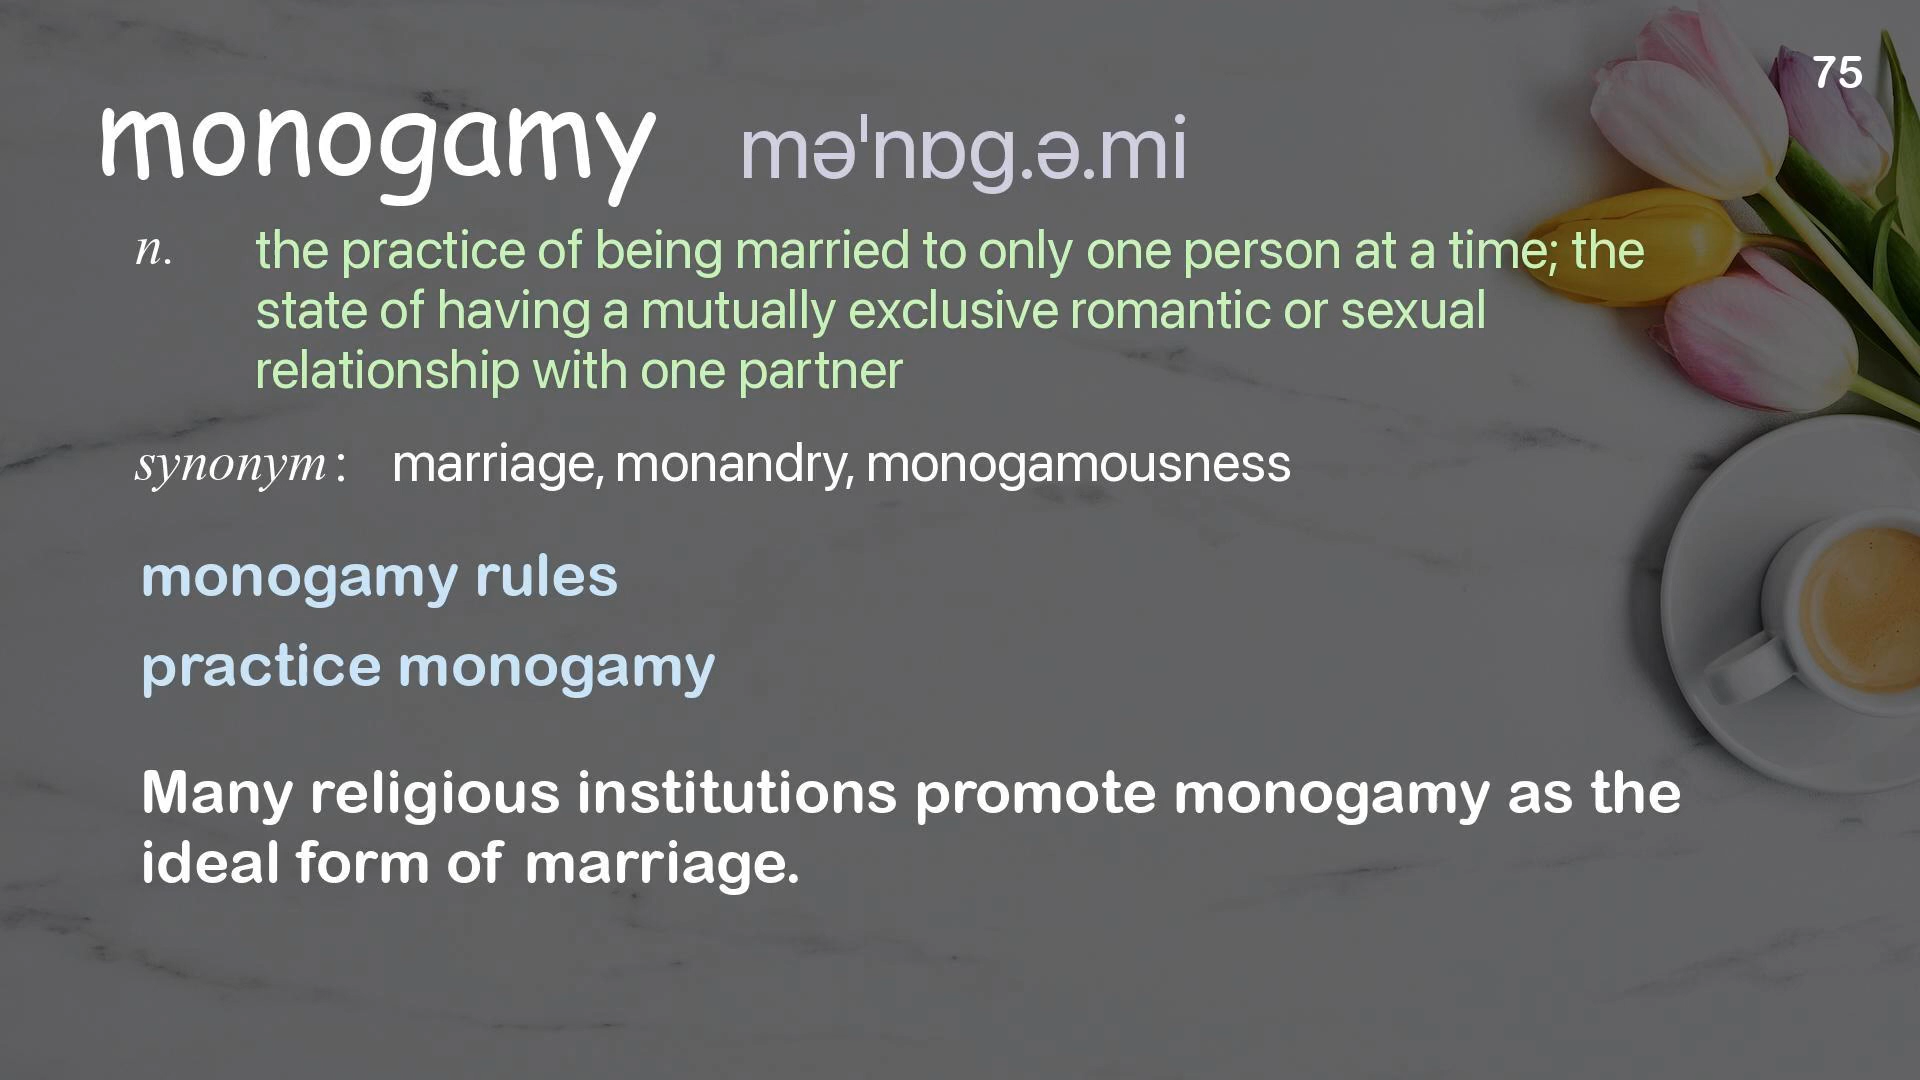 75
monogamy məˈnɒg.ə.mi
n. the practice of being married to only one person at a time; the
state of having a mutually exclusive romantic or sexual
relationship with one partner
synonym: marriage, monandry, monogamousness
monogamy rules
practice monogamy
Many religious institutions promote monogamy as the
ideal form of marriage.